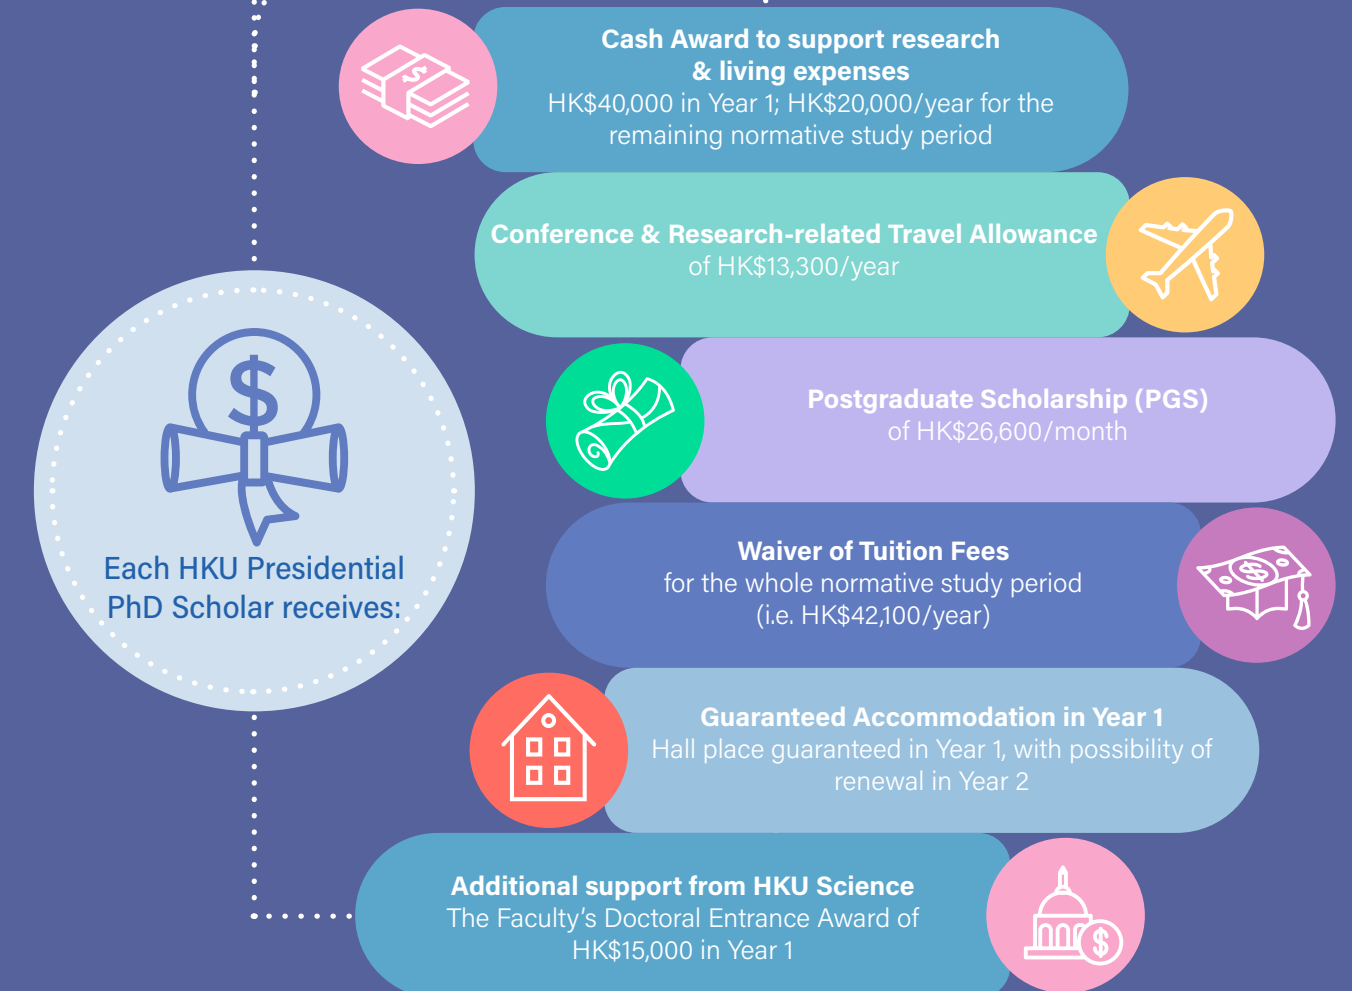 Cash Award to support research
& living expenses
HK$40,000 in Year 1; HK$20,000/year for the
remaining normative study period
Conference & Research-related Travel Allowance
of HK$13,300/year
Postgraduate Scholarship (PGS)
of HK$26,600/month
Each HKU Presidential
PhD Scholar receives:
Waiver of Tuition Fees
for the whole normative study period
(i.e. HK$42,100/year)
Guaranteed Accommodation in Year 1
Hall place guaranteed in Year 1, with possibility of
renewal in Year 2
Additional support from HKU Science
The Faculty's Doctoral Entrance Award of
HK$15,000 in Year 1